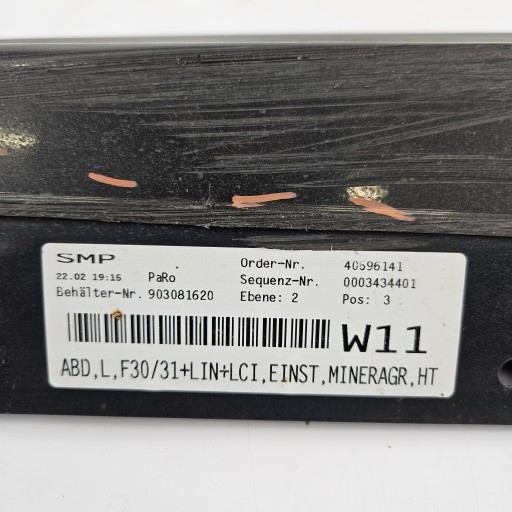 SMP
Order-Nr. 40596141
22.02 19:15 PaRo Sequenz-Nr. 0003434401
Behälter-Nr. 903081620 Ebene: 2 Pos: 3
W11
ABD,L,F30/31+LIN+LCI,EINST,MINERAGR,HT